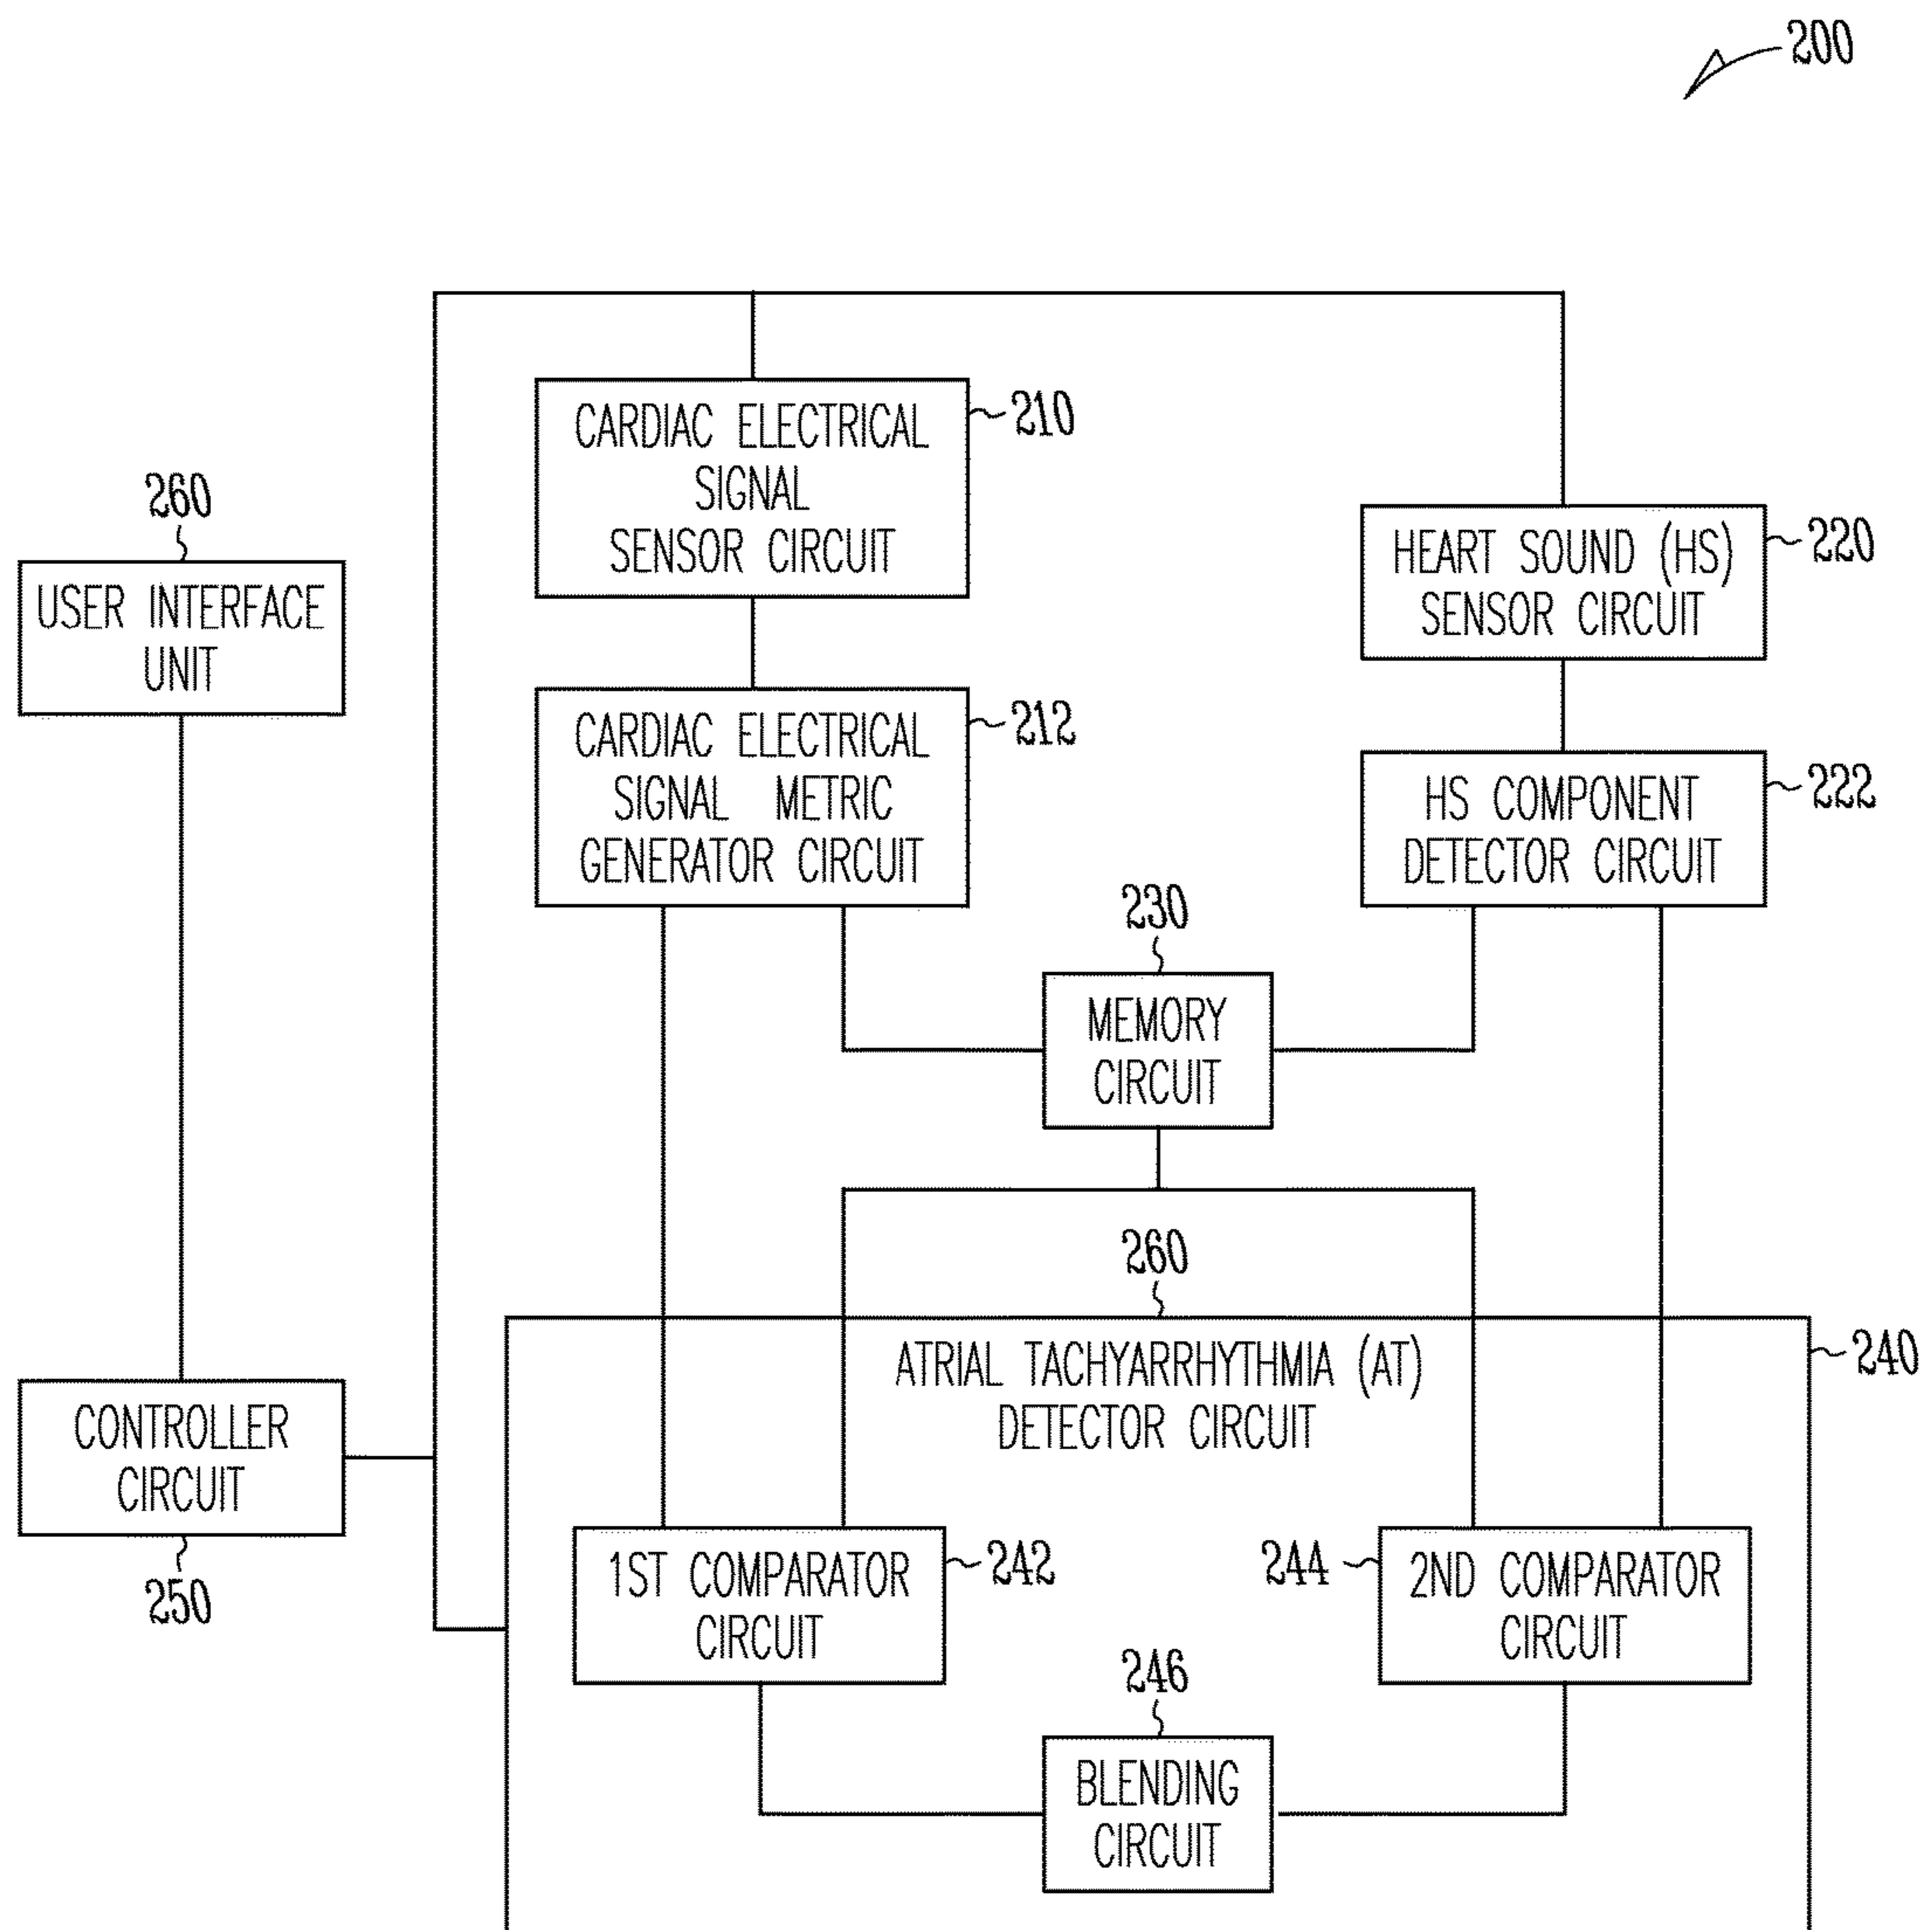 200
CARDIAC ELECTRICAL
SIGNAL
SENSOR CIRCUIT
210
260
USER INTERFACE
UNIT
HEART SOUND (HS)
SENSOR CIRCUIT
220
CARDIAC ELECTRICAL
SIGNAL METRIC
GENERATOR CIRCUIT
212
HS COMPONENT
DETECTOR CIRCUIT
222
230
MEMORY
CIRCUIT
260
ATRIAL TACHYARRHYTHMIA (AT)
DETECTOR CIRCUIT
240
CONTROLLER
CIRCUIT
250
1ST COMPARATOR
CIRCUIT
242
244
2ND COMPARATOR
CIRCUIT
246
BLENDING
CIRCUIT